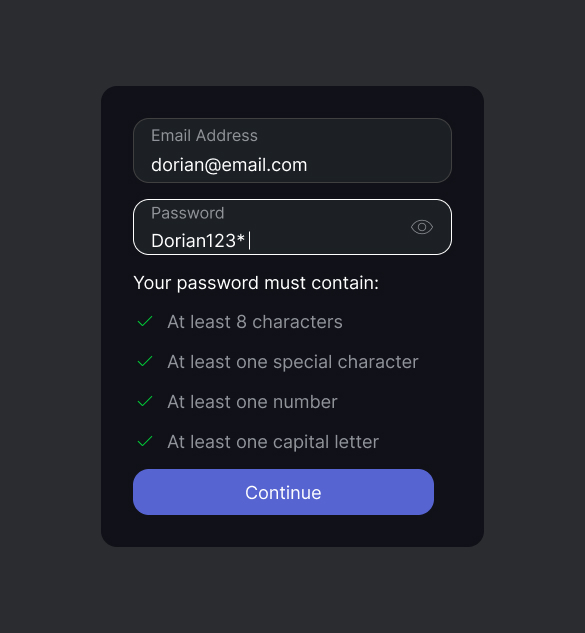 Email Address
dorian@email.com
Password
Dorian123*
Your password must contain:
At least 8 characters
At least one special character
At least one number
At least one capital letter
Continue